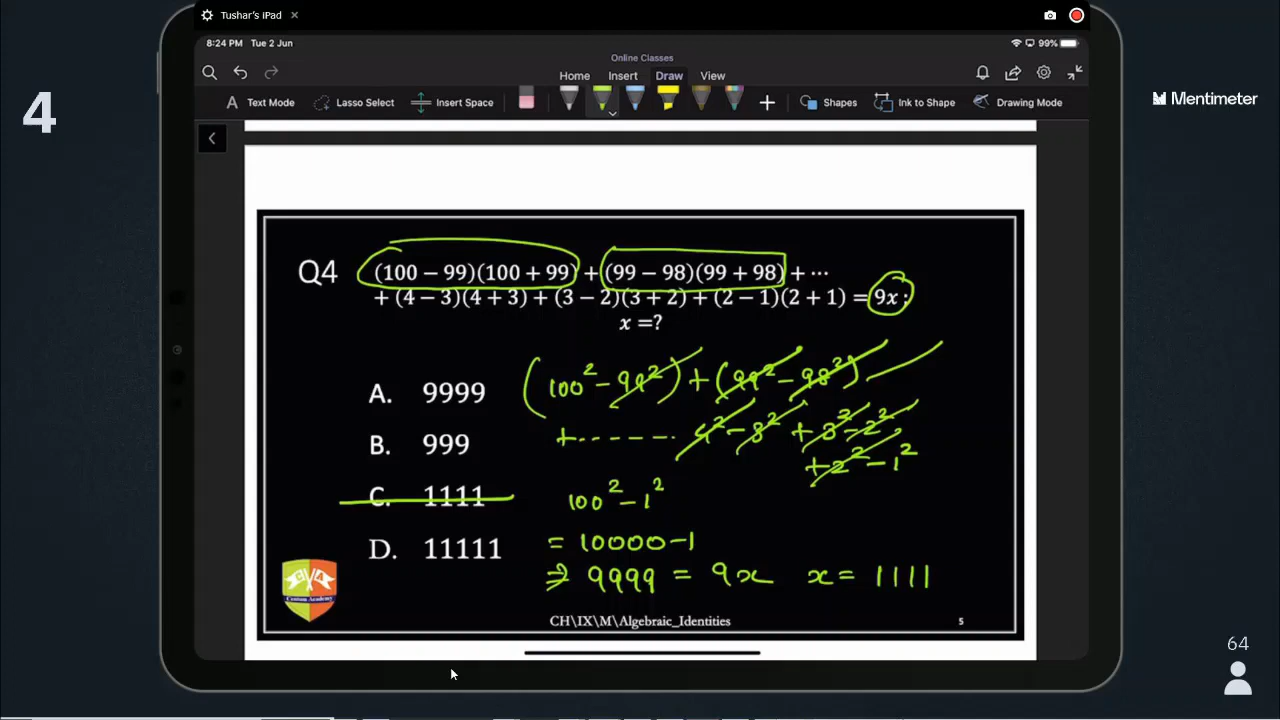 Tushar's iPad ×
8:24 PM Tue 2 Jun
99%
4
Mentimeter
Online Classes
Home Insert Draw View
Text Mode Lasso Select Insert Space + Shapes Ink to Shape Drawing Mode
Q4 (100 − 99)(100 + 99) + (99 − 98)(99 + 98) + ⋯
+ (4 − 3)(4 + 3) + (3 − 2)(3 + 2) + (2 − 1)(2 + 1) = 9x;
x =?
A. 9999
(100² − 99²) + (99² − 98²)
+ - - - - - - 4² − 3² + 3² − 2²
B. 999
+ 2² − 1²
C. 1111
100² − 1²
D. 11111
= 10000 − 1
⇒ 9999 = 9x x = 1111
Custom Academy
CH\IX\M\Algebraic_Identities
5
64